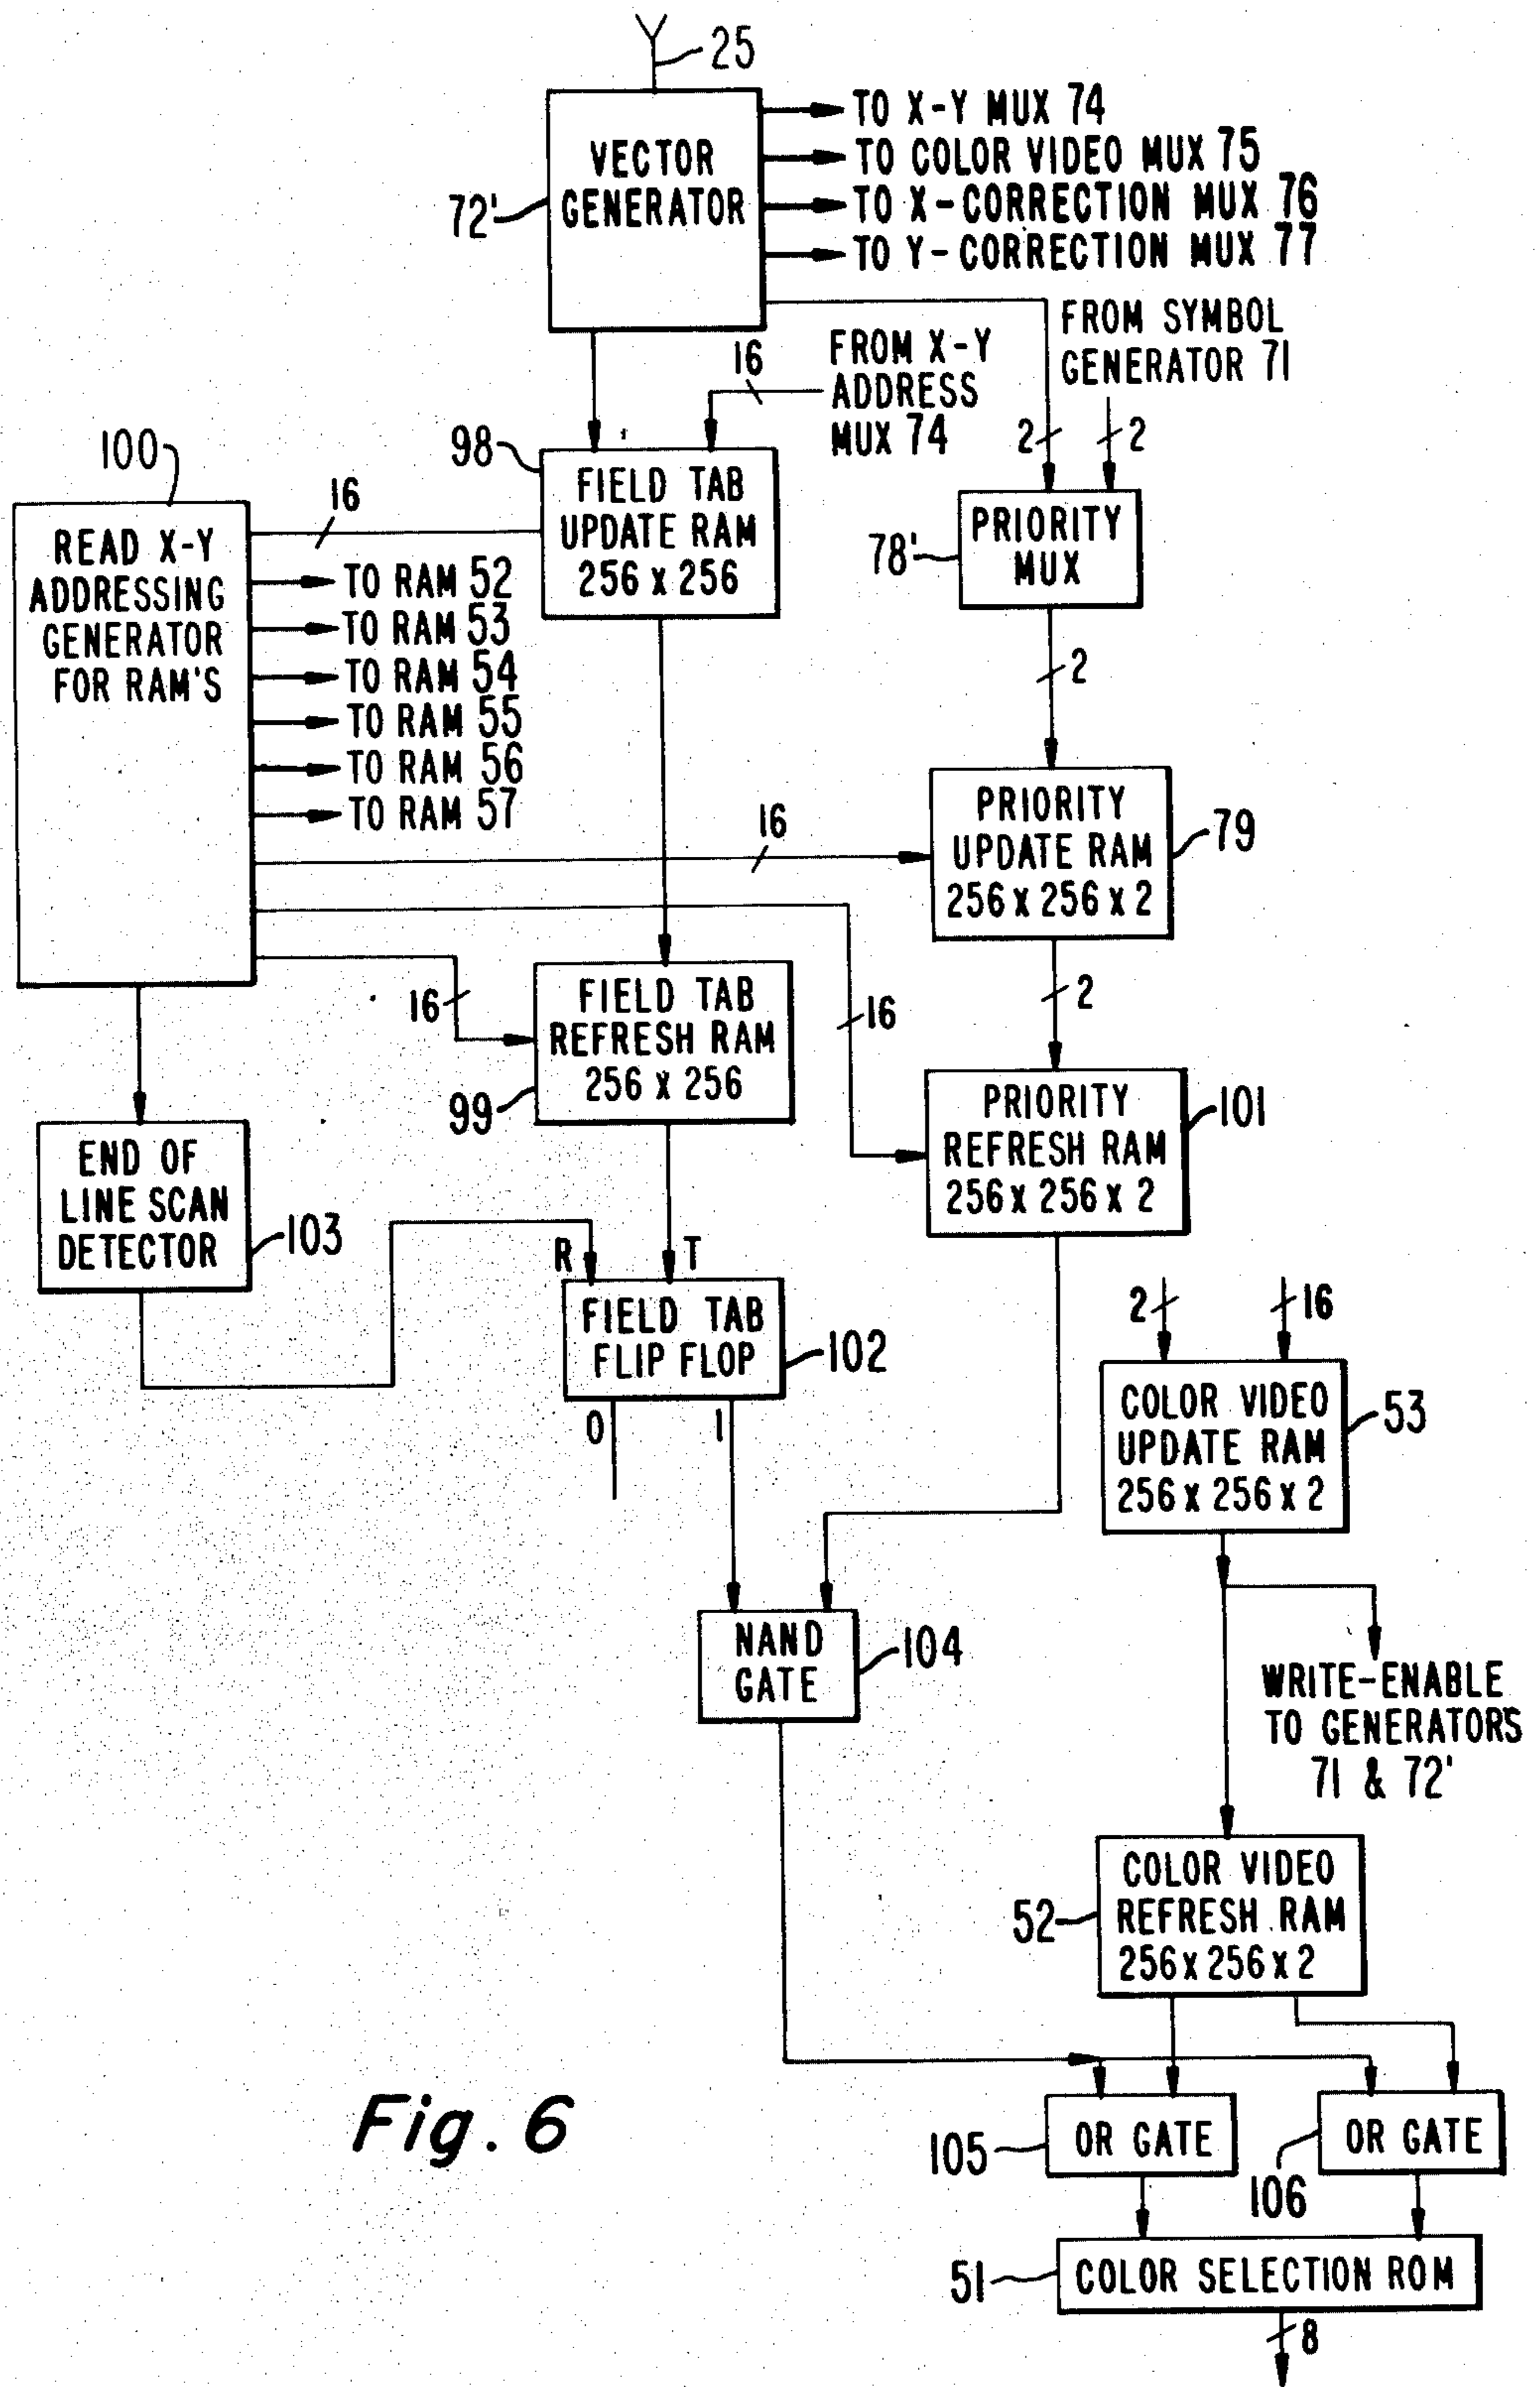 25
VECTOR
GENERATOR
72'
TO X-Y MUX 74
TO COLOR VIDEO MUX 75
TO X-CORRECTION MUX 76
TO Y-CORRECTION MUX 77
FROM SYMBOL
GENERATOR 71
16
FROM X-Y
ADDRESS
MUX 74
2
2
98
FIELD TAB
UPDATE RAM
256 x 256
PRIORITY
MUX
78'
2
100
READ X-Y
ADDRESSING
GENERATOR
FOR RAM'S
16
TO RAM 52
TO RAM 53
TO RAM 54
TO RAM 55
TO RAM 56
TO RAM 57
16
PRIORITY
UPDATE RAM
256 x 256 x 2
79
16
FIELD TAB
REFRESH RAM
256 x 256
99
16
2
PRIORITY
REFRESH RAM
256 x 256 x 2
101
END OF
LINE SCAN
DETECTOR
103
R
T
FIELD TAB
FLIP FLOP
102
0
1
2
16
COLOR VIDEO
UPDATE RAM
256 x 256 x 2
53
NAND
GATE
104
WRITE-ENABLE
TO GENERATORS
71 & 72'
COLOR VIDEO
REFRESH RAM
256 x 256 x 2
52
OR GATE
105
OR GATE
106
COLOR SELECTION ROM
51
8
Fig. 6